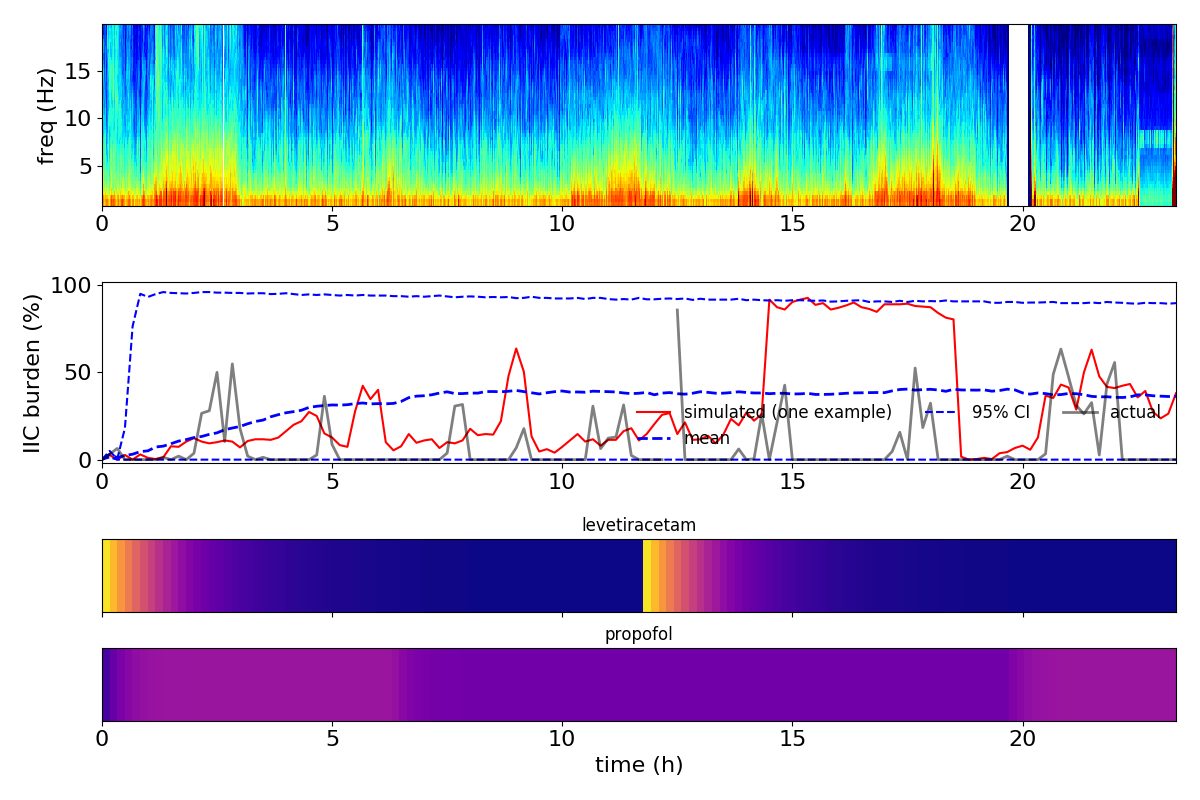 freq (Hz)
15
10
5
0 5 10 15 20
IIC burden (%)
100
50
0
simulated (one example) 95% CI actual
mean
0 5 10 15 20
levetiracetam
propofol
0 5 10 15 20
time (h)